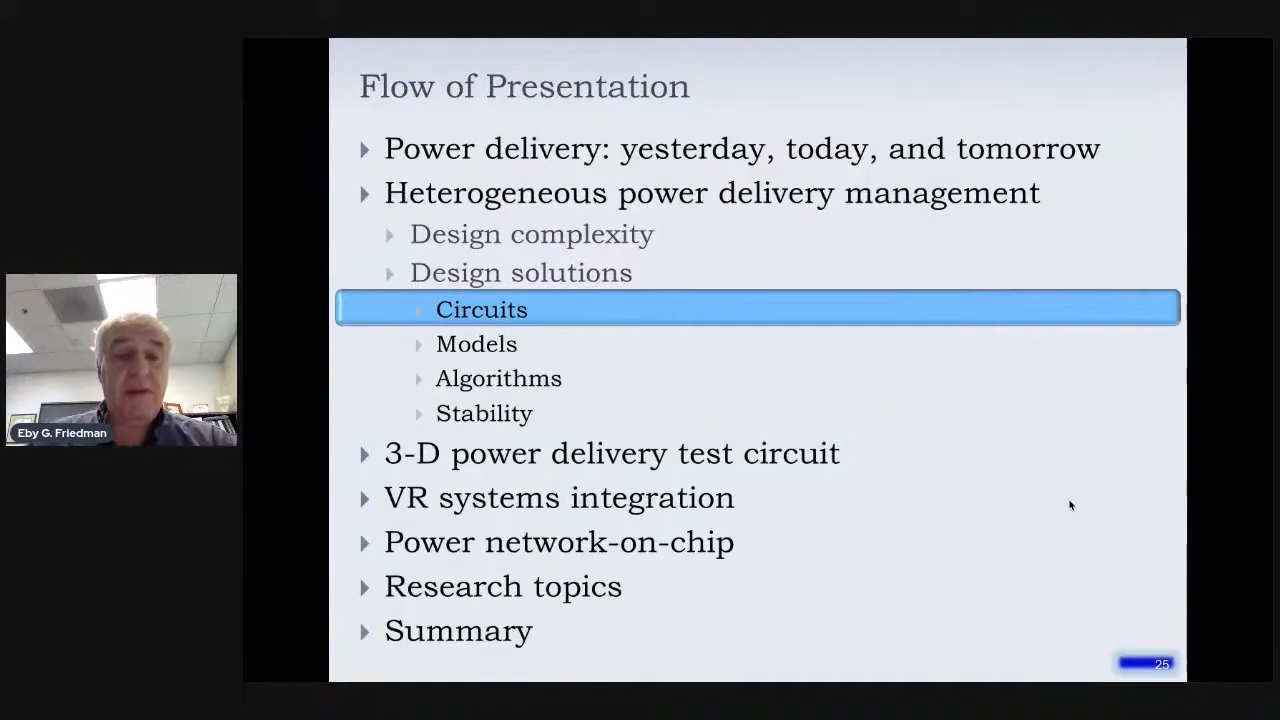 Flow of Presentation
Power delivery: yesterday, today, and tomorrow
Heterogeneous power delivery management
Design complexity
Design solutions
Circuits
Models
Algorithms
Stability
3-D power delivery test circuit
VR systems integration
Power network-on-chip
Research topics
Summary
25
Eby G. Friedman